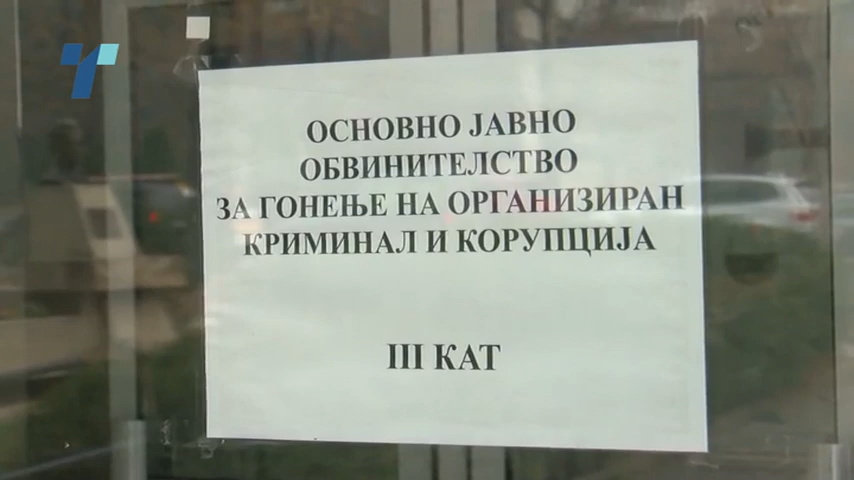 ОСНОВНО ЈАВНО
ОБВИНИТЕЛСТВО
ЗА ГОНЕЊЕ НА ОРГАНИЗИРАН
КРИМИНАЛ И КОРУПЦИЈА
III КАТ